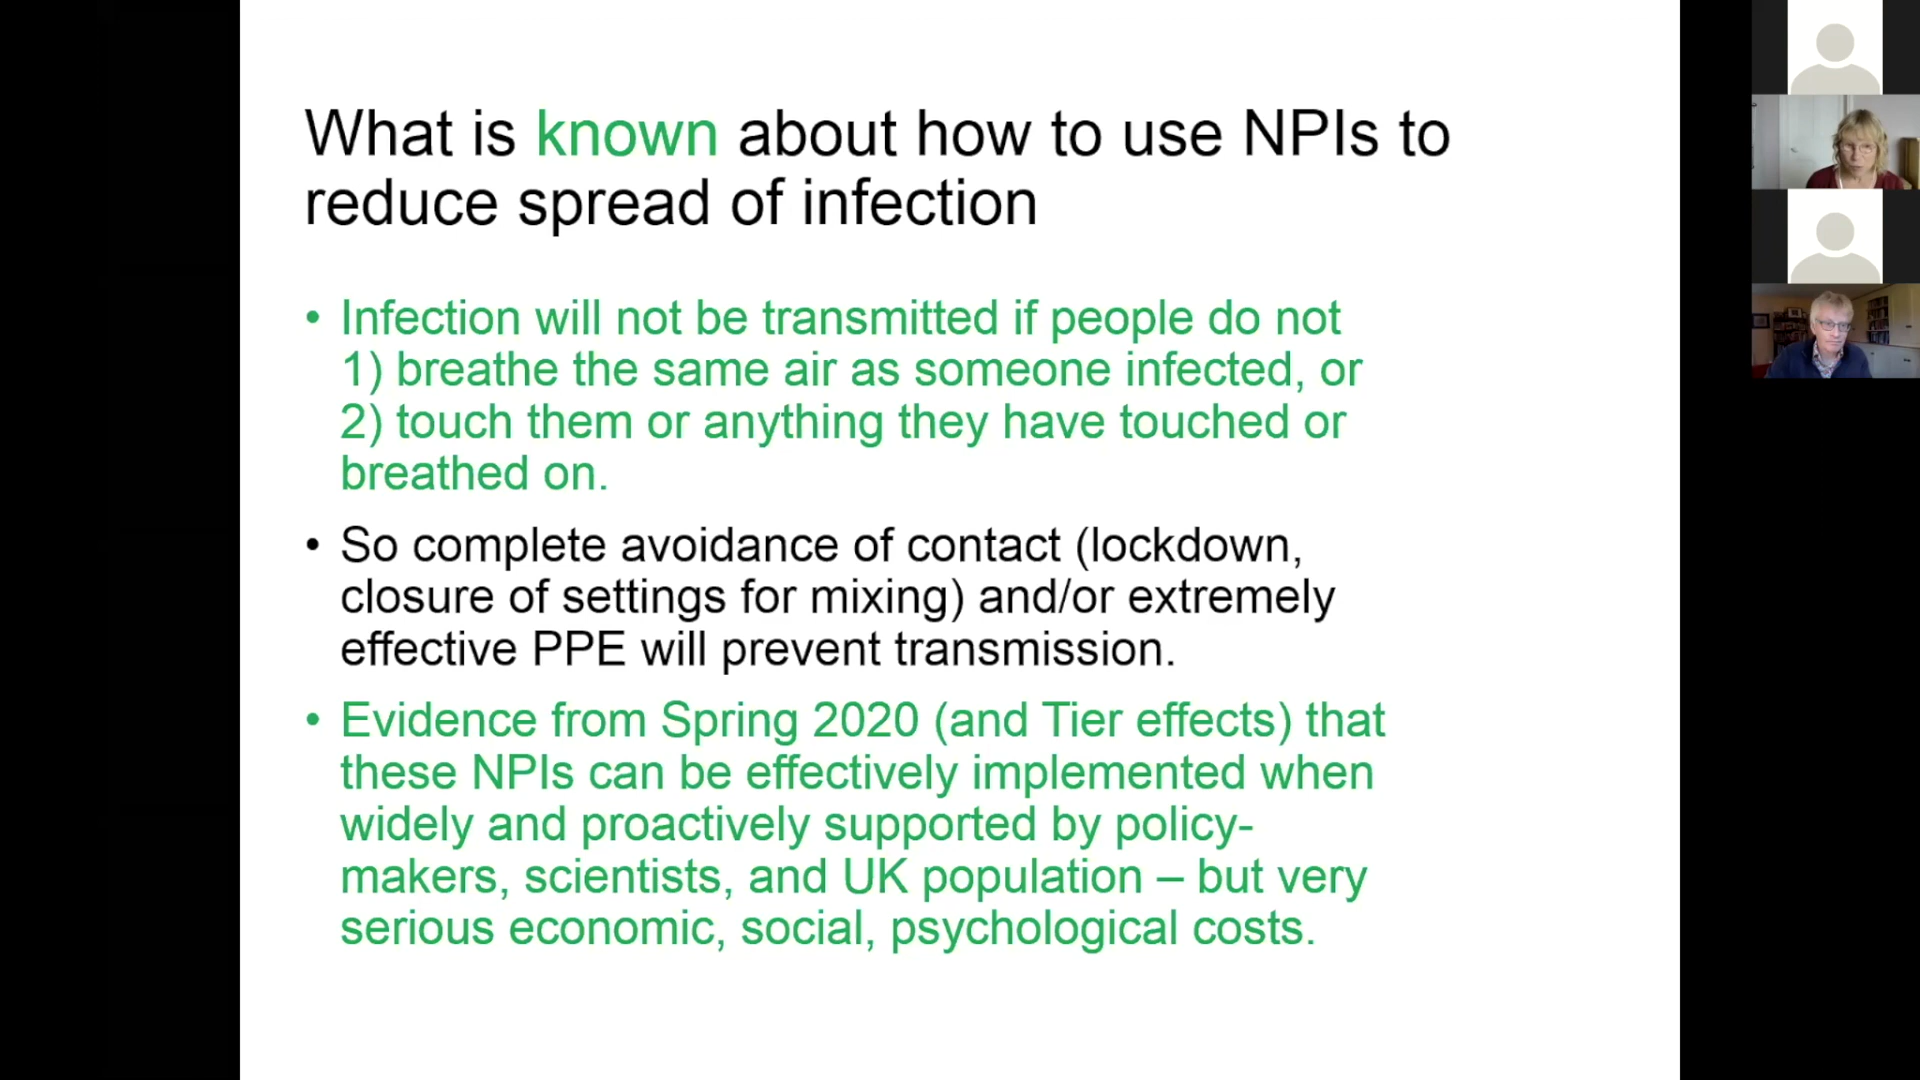 What is known about how to use NPIs to
reduce spread of infection
• Infection will not be transmitted if people do not
1) breathe the same air as someone infected, or
2) touch them or anything they have touched or
breathed on.
• So complete avoidance of contact (lockdown,
closure of settings for mixing) and/or extremely
effective PPE will prevent transmission.
• Evidence from Spring 2020 (and Tier effects) that
these NPIs can be effectively implemented when
widely and proactively supported by policy-
makers, scientists, and UK population – but very
serious economic, social, psychological costs.